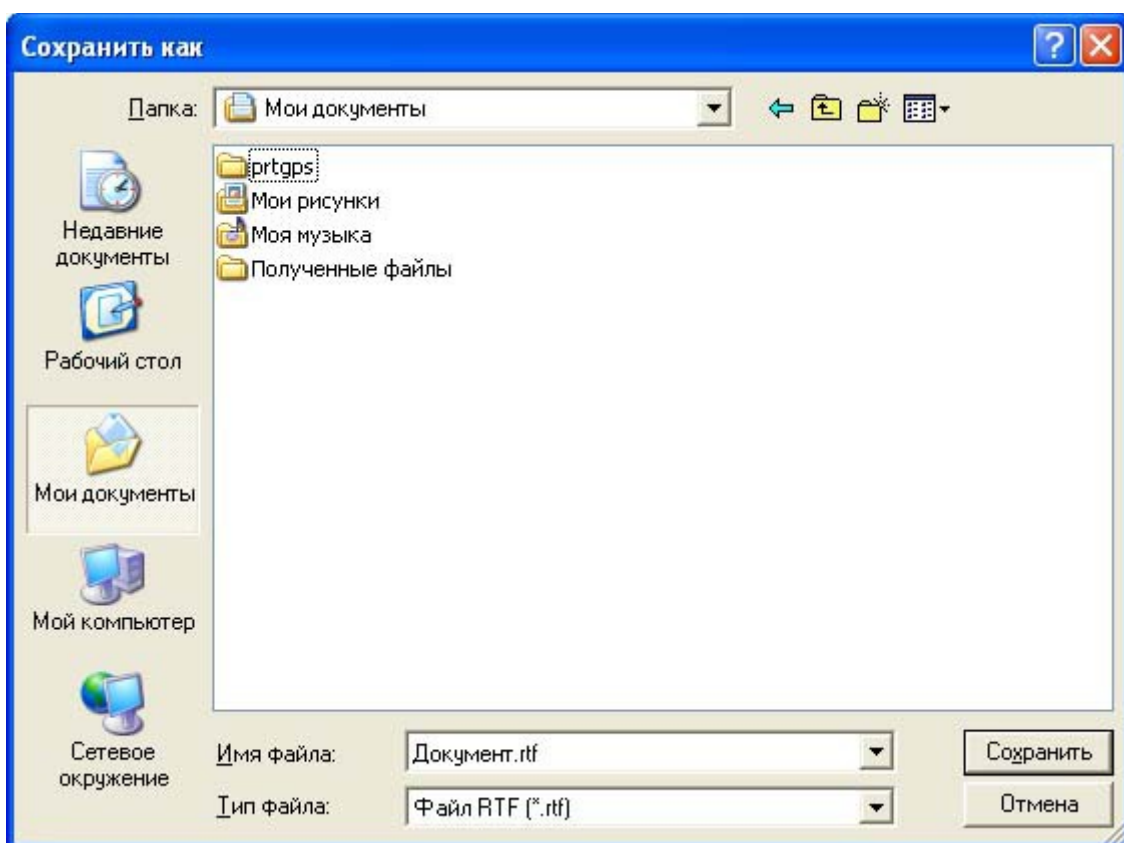 Сохранить как
Папка:
Мои документы
prtgps
Мои рисунки
Моя музыка
Полученные файлы
Недавние
документы
Рабочий стол
Мои документы
Мой компьютер
Сетевое
окружение
Имя файла:
Документ.rtf
Сохранить
Тип файла:
Файл RTF (*.rtf)
Отмена